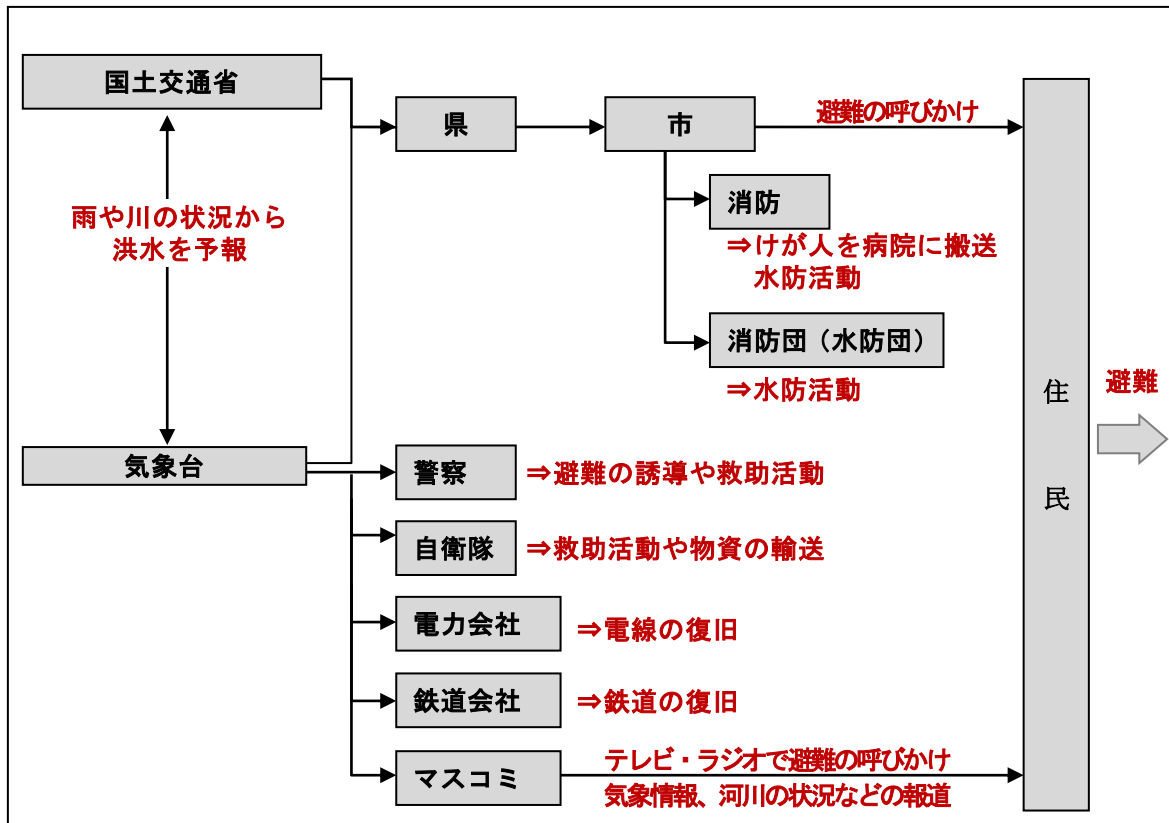 国土交通省
県
市
避難の呼びかけ
消防
⇒けが人を病院に搬送
水防活動
雨や川の状況から
洪水を予報
消防団（水防団）
⇒水防活動
住
民
避難
気象台
警察
⇒避難の誘導や救助活動
自衛隊
⇒救助活動や物資の輸送
電力会社
⇒電線の復旧
鉄道会社
⇒鉄道の復旧
マスコミ
テレビ・ラジオで避難の呼びかけ
気象情報、河川の状況などの報道